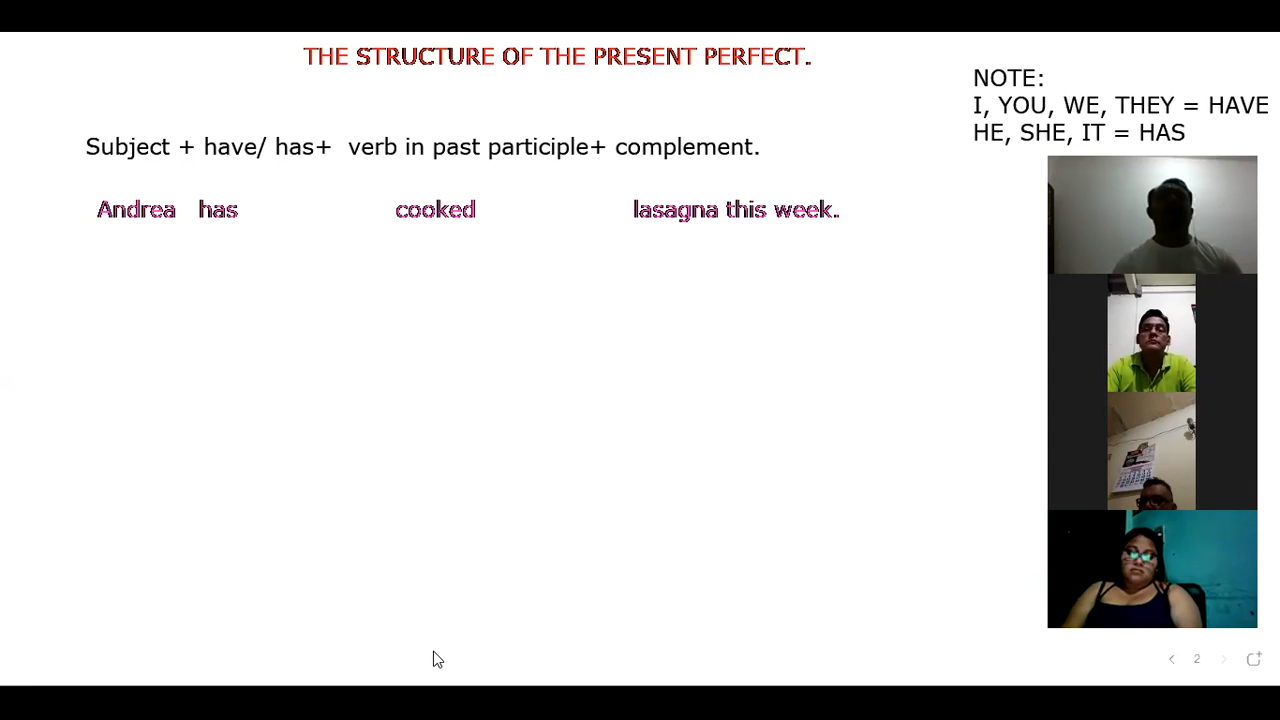 THE STRUCTURE OF THE PRESENT PERFECT.
NOTE:
I, YOU, WE, THEY = HAVE
HE, SHE, IT = HAS
Subject + have/ has+ verb in past participle+ complement.
Andrea has cooked lasagna this week.
2